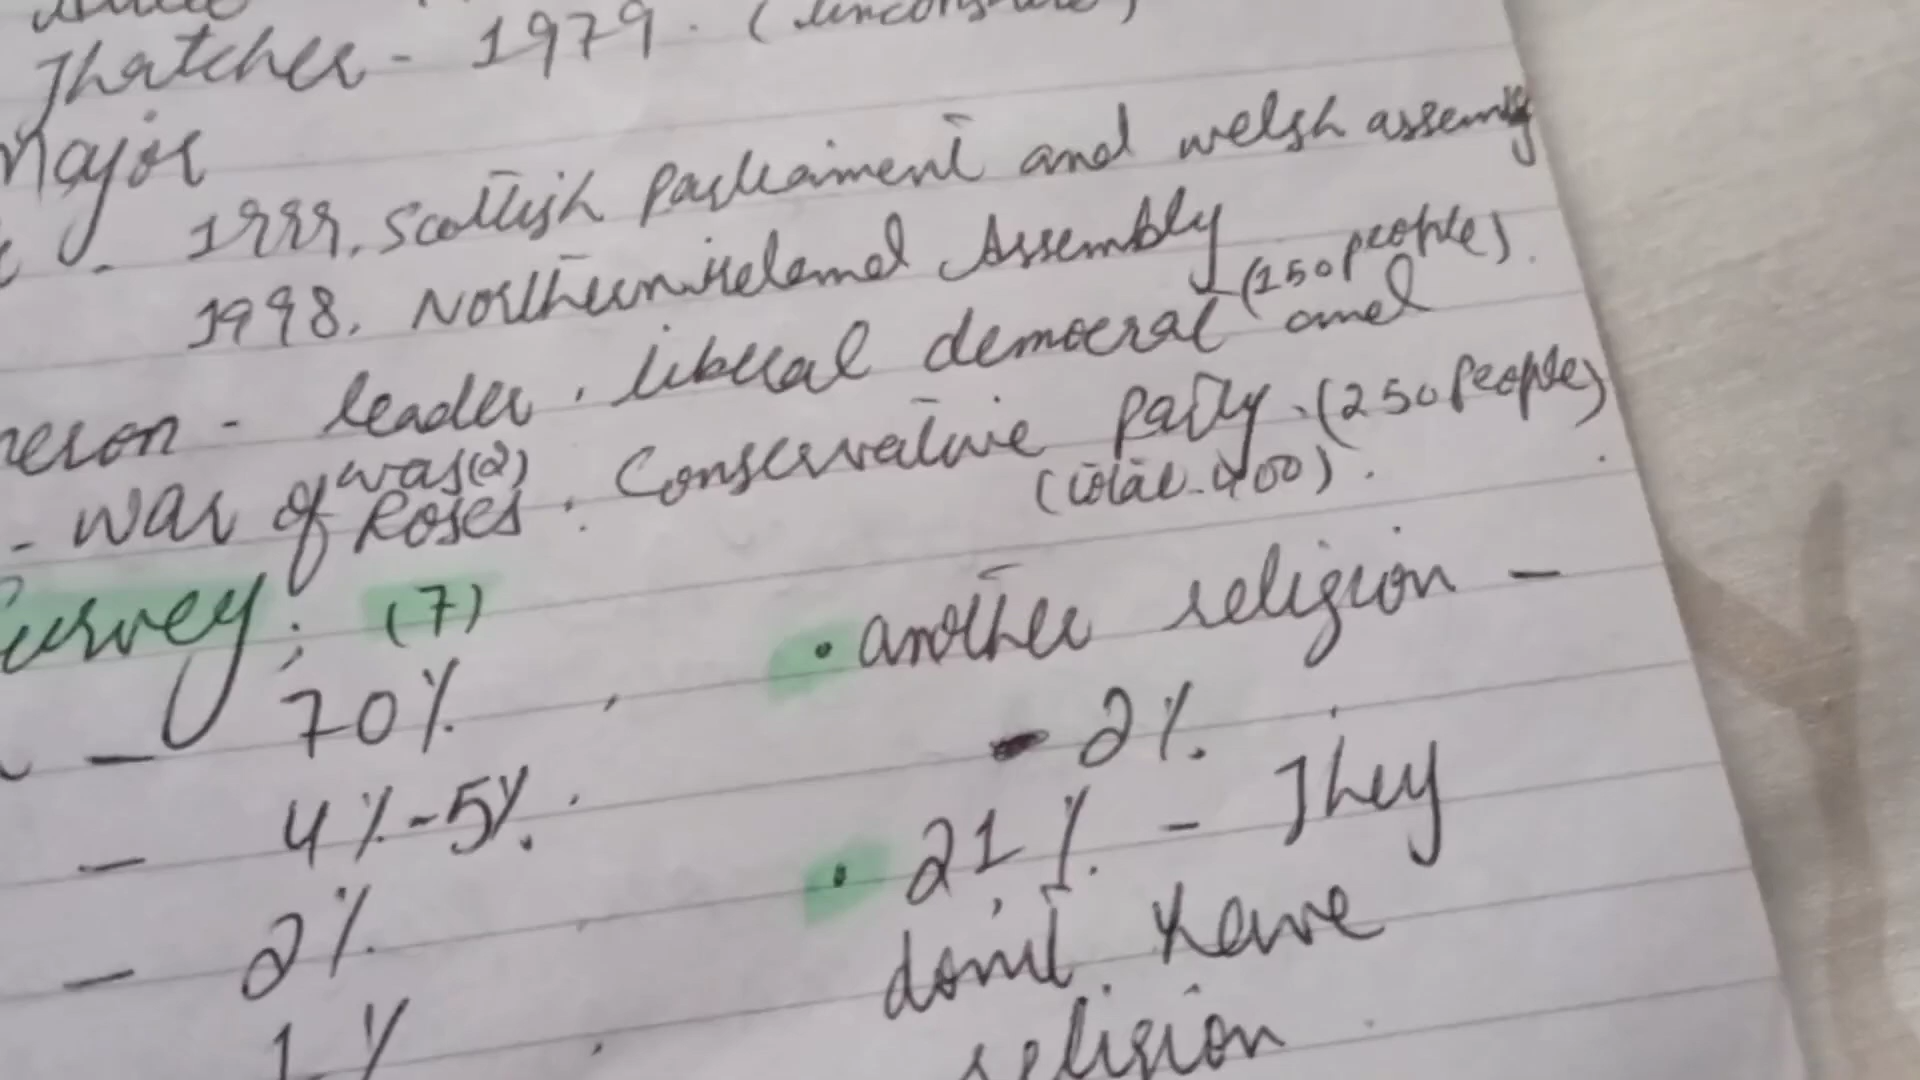 Thatcher - 1979.
Major
- 1999. Scottish Parliament and welsh assembly
1998. Northern Ireland Assembly
(150 people).
- leader. liberal democrat and
- war of Roses. Conservative Party. (250 people)
was(2)
(total. 400).
Survey; (7)
• another religion -
- 70%.
- 2%.
- 4%-5%.
• 21%. - They
- 2%.
don't have
1%
religion